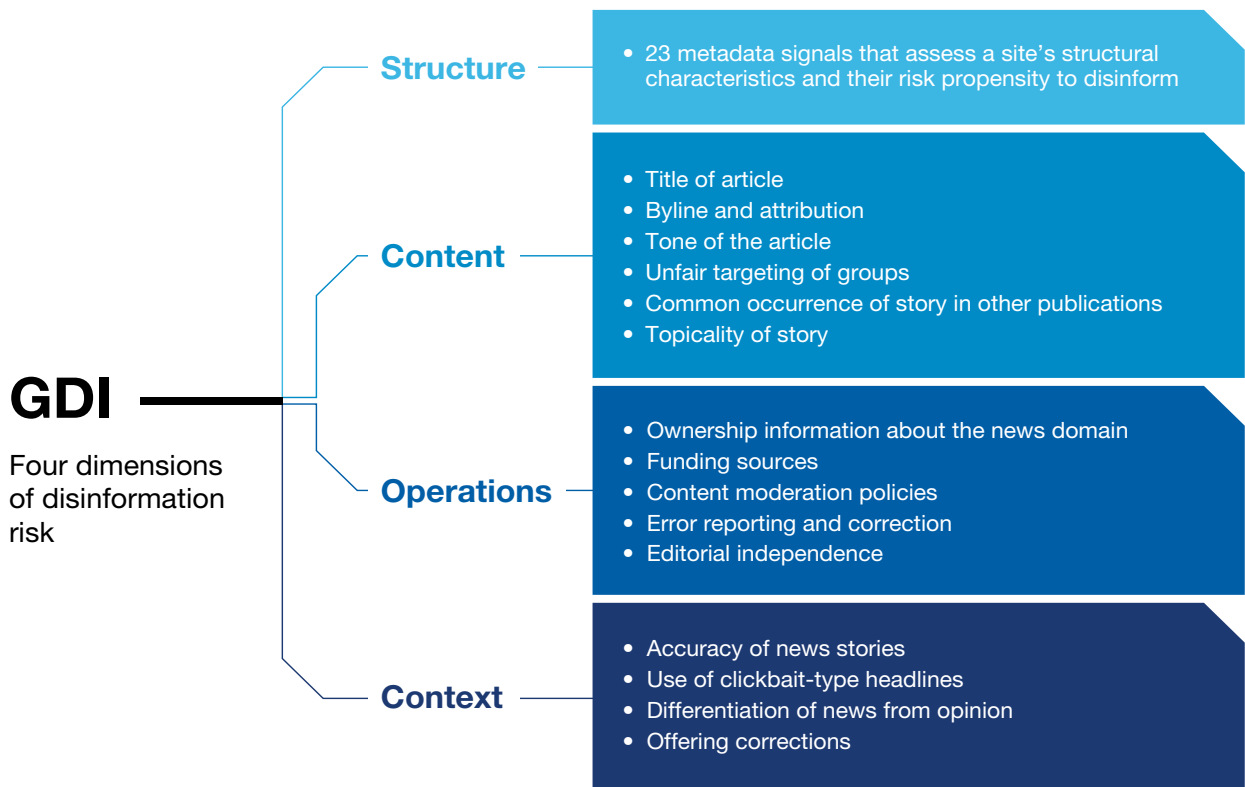 GDI
Four dimensions
of disinformation
risk
Structure
• 23 metadata signals that assess a site’s structural
characteristics and their risk propensity to disinform
Content
• Title of article
• Byline and attribution
• Tone of the article
• Unfair targeting of groups
• Common occurrence of story in other publications
• Topicality of story
Operations
• Ownership information about the news domain
• Funding sources
• Content moderation policies
• Error reporting and correction
• Editorial independence
Context
• Accuracy of news stories
• Use of clickbait-type headlines
• Differentiation of news from opinion
• Offering corrections